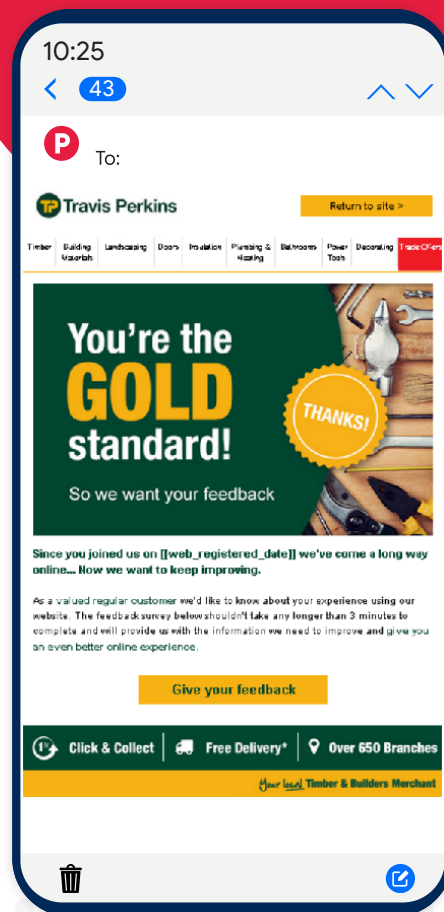 10:25
43
P
To:
TP Travis Perkins
Return to site >
Timber Building Materials Landscaping Doors Insulation Plumbing & Heating Bathrooms Power Tools Decorating Trade Offers
You're the
GOLD
standard!
THANKS!
So we want your feedback
Since you joined us on [[web_registered_date]] we've come a long way
online... Now we want to keep improving.
As a valued regular customer we'd like to know about your experience using our
website. The feedback survey below shouldn't take any longer than 3 minutes to
complete and will provide us with the information we need to improve and give you
an even better online experience.
Give your feedback
Click & Collect Free Delivery* Over 650 Branches
Your local Timber & Builders Merchant